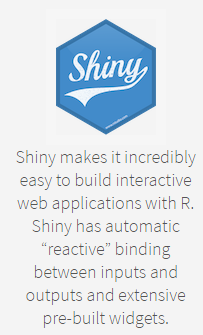 Shiny
Shiny makes it incredibly
easy to build interactive
web applications with R.
Shiny has automatic
“reactive” binding
between inputs and
outputs and extensive
pre-built widgets.